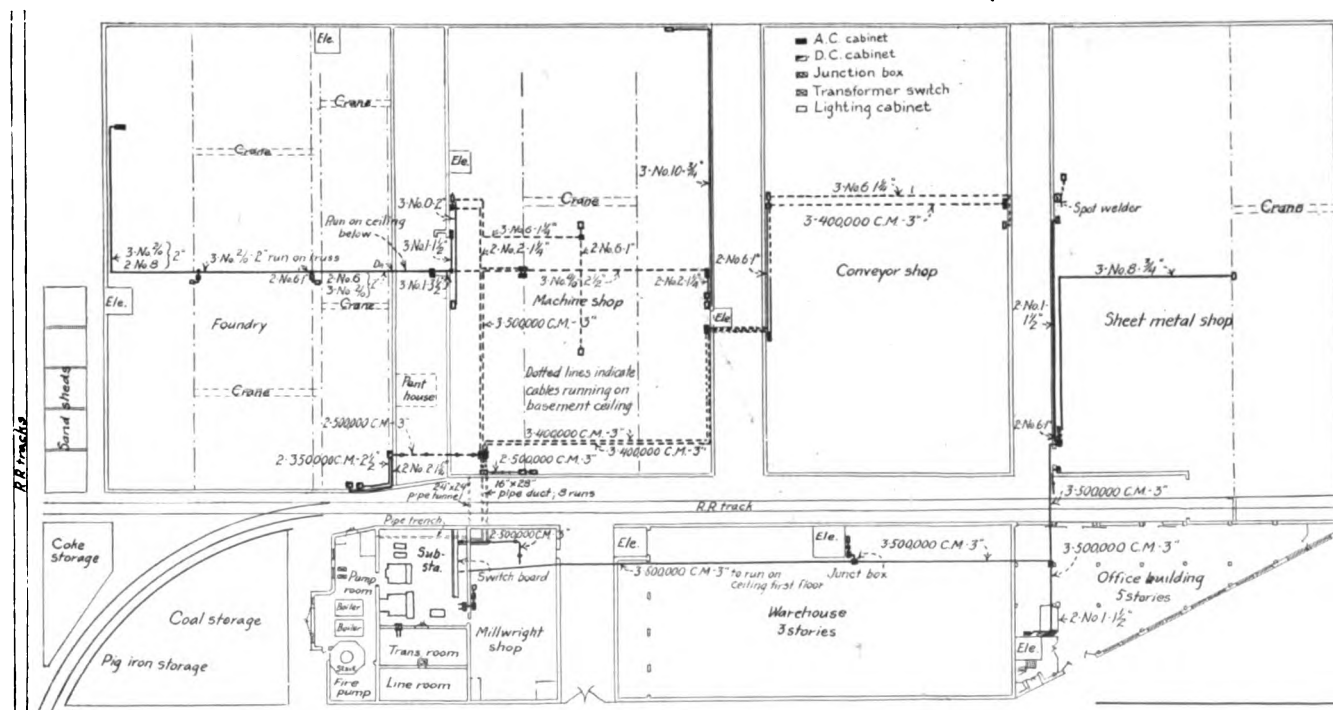 Ele.
A.C. cabinet
D.C. cabinet
Junction box
Transformer switch
Lighting cabinet
Crane
Crane
Ele.
3-No.10-¾"
3-No.0-2"
Crane
3-No.6 1¼"
3-400,000 C.M.-3"
Spot welder
Crane
Run on ceiling
below
3-No.6-1¼"
3-No.1-1½"
2-No.2-1¼"
2-No.6-1"
2-No.6-1"
3-No. 2/0
2 No.8
2"
3-No. 2/0-2" run on truss
2-No.6-1"
2-No.6
3-No. 2/0
2"
3-No.1-1½"
2-No.2-1¼"
Conveyor shop
3-No.8-¾"
Ele.
Crane
Machine shop
Ele
2-No.1-
1½"
Sheet metal shop
Foundry
3-500,000 C.M.-3"
Dotted lines indicate
cables running on
basement ceiling
Crane
Pent
house
Sand sheds
RR tracks
2-500,000 C.M.-3"
3-400,000 C.M.-3"
3-400,000 C.M.-3"
2-No.6-1"
2-350,000 C.M.-2½"
2 No 2 1¼"
2-500,000 C.M.-3"
24"x24"
pipe tunnel
16"x28"
pipe duct, 8 runs
3-500,000 C.M.-3"
R.R track
Pipe trench
2-500,000 C.M.-3"
Coke
storage
Sub-
sta.
Switch board
Ele.
Ele.
3-500,000 C.M.-3"
3-500,000 C.M.-3"
3-500,000 C.M-3" to run on
ceiling first floor
Junct box
Office building
5 stories
Pump
room
Boiler
Boiler
Coal storage
Warehouse
3 stories
2-No 1-1½"
Millwright
shop
Trans room
Ele.
Pig iron storage
Stack
Fire
pump
Line room